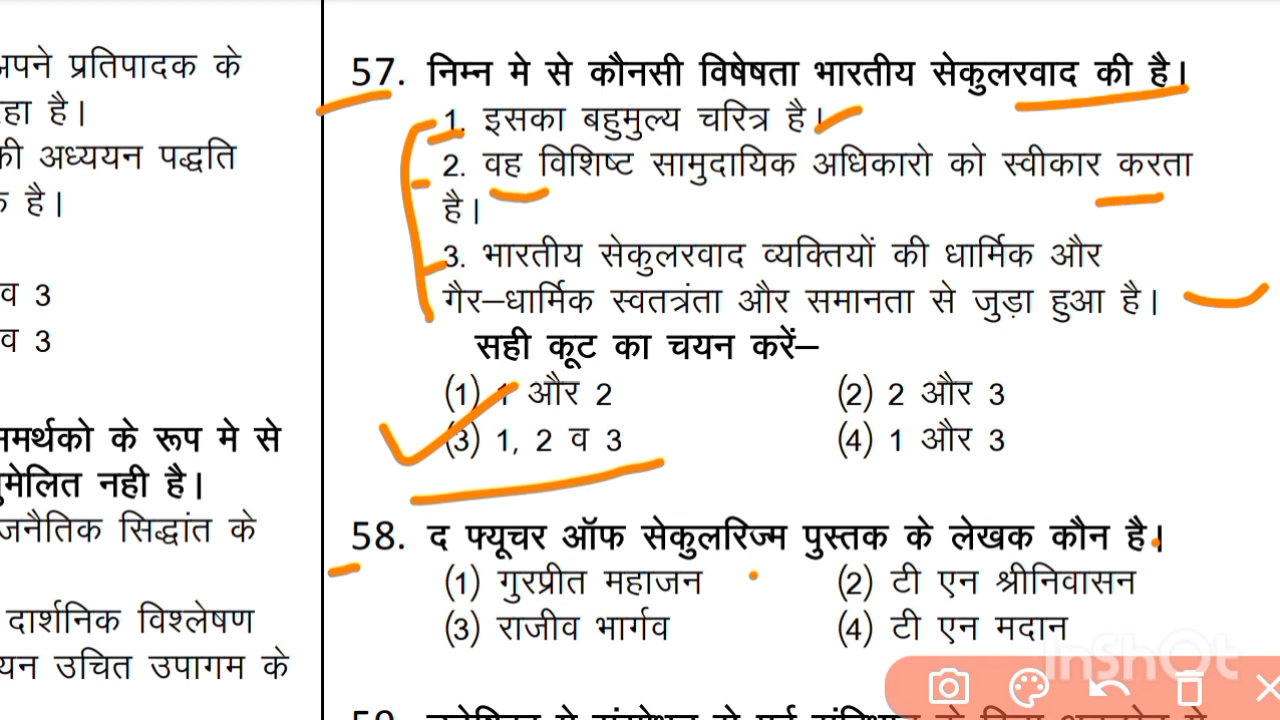 अपने प्रतिपादक के
रहा है।
की अध्ययन पद्धति
है।
व 3
व 3
समर्थको के रूप मे से
सुमेलित नही है।
राजनैतिक सिद्धांत के
दार्शनिक विश्लेषण
उचित उपागम के
57. निम्न मे से कौनसी विषेषता भारतीय सेकुलरवाद की है।
1. इसका बहुमुल्य चरित्र है।
2. वह विशिष्ट सामुदायिक अधिकारो को स्वीकार करता
है।
3. भारतीय सेकुलरवाद व्यक्तियों की धार्मिक और
गैर–धार्मिक स्वतत्रंता और समानता से जुड़ा हुआ है।
सही कूट का चयन करें–
(1) 1 और 2 (2) 2 और 3
(3) 1, 2 व 3 (4) 1 और 3
58. द फ्यूचर ऑफ सेकुलरिज्म पुस्तक के लेखक कौन है।
(1) गुरप्रीत महाजन (2) टी एन श्रीनिवासन
(3) राजीव भार्गव (4) टी एन मदान
InShOt